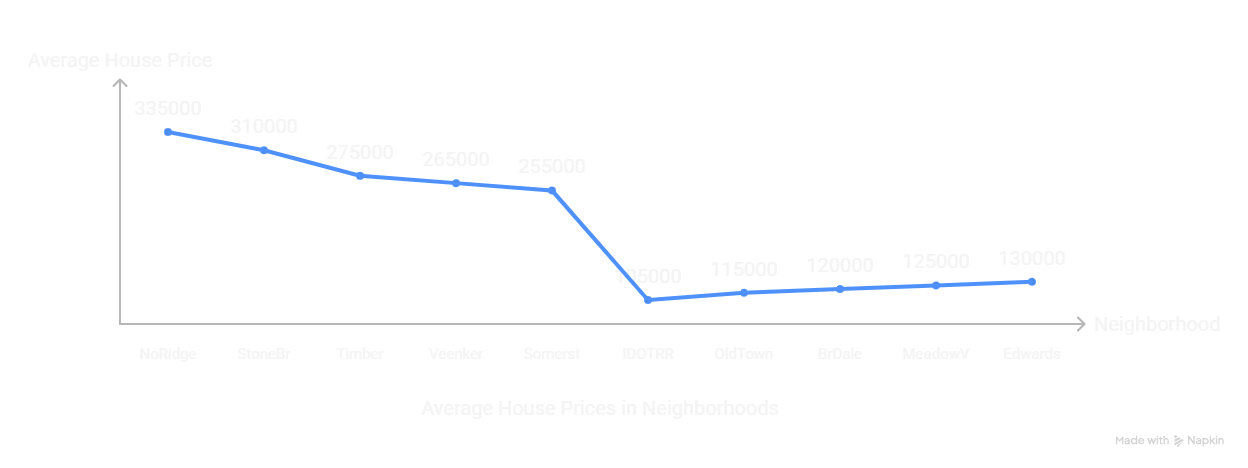 Average House Price
335000
310000
275000
265000
255000
105000
115000
120000
125000
130000
Neighborhood
NoRidge
StoneBr
Timber
Veenker
Somerst
IDOTRR
OldTown
BrDale
MeadowV
Edwards
Average House Prices in Neighborhoods
Made with Napkin